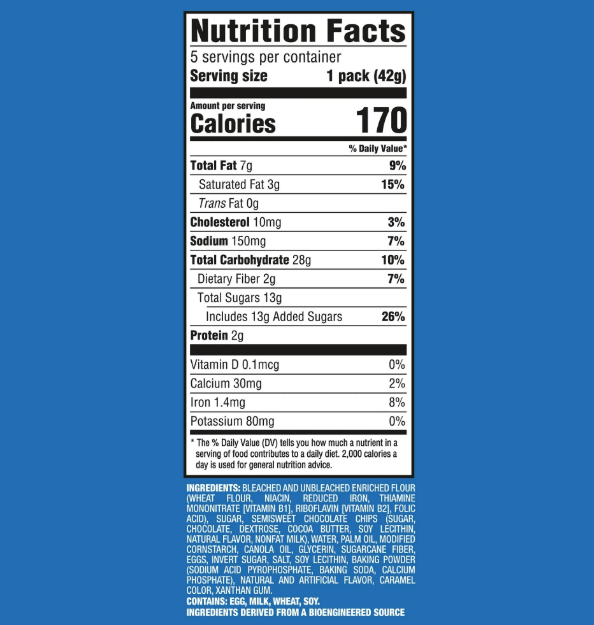 Nutrition Facts
5 servings per container
Serving size 1 pack (42g)
Amount per serving
Calories 170
% Daily Value*
Total Fat 7g 9%
Saturated Fat 3g 15%
Trans Fat 0g
Cholesterol 10mg 3%
Sodium 150mg 7%
Total Carbohydrate 28g 10%
Dietary Fiber 2g 7%
Total Sugars 13g
Includes 13g Added Sugars 26%
Protein 2g
Vitamin D 0.1mcg 0%
Calcium 30mg 2%
Iron 1.4mg 8%
Potassium 80mg 0%
* The % Daily Value (DV) tells you how much a nutrient in a
serving of food contributes to a daily diet. 2,000 calories a
day is used for general nutrition advice.
INGREDIENTS: BLEACHED AND UNBLEACHED ENRICHED FLOUR
(WHEAT FLOUR, NIACIN, REDUCED IRON, THIAMINE
MONONITRATE [VITAMIN B1], RIBOFLAVIN [VITAMIN B2], FOLIC
ACID), SUGAR, SEMISWEET CHOCOLATE CHIPS (SUGAR,
CHOCOLATE, DEXTROSE, COCOA BUTTER, SOY LECITHIN,
NATURAL FLAVOR, NONFAT MILK), WATER, PALM OIL, MODIFIED
CORNSTARCH, CANOLA OIL, GLYCERIN, SUGARCANE FIBER,
EGGS, INVERT SUGAR, SALT, SOY LECITHIN, BAKING POWDER
(SODIUM ACID PYROPHOSPHATE, BAKING SODA, CALCIUM
PHOSPHATE), NATURAL AND ARTIFICIAL FLAVOR, CARAMEL
COLOR, XANTHAN GUM.
CONTAINS: EGG, MILK, WHEAT, SOY.
INGREDIENTS DERIVED FROM A BIOENGINEERED SOURCE